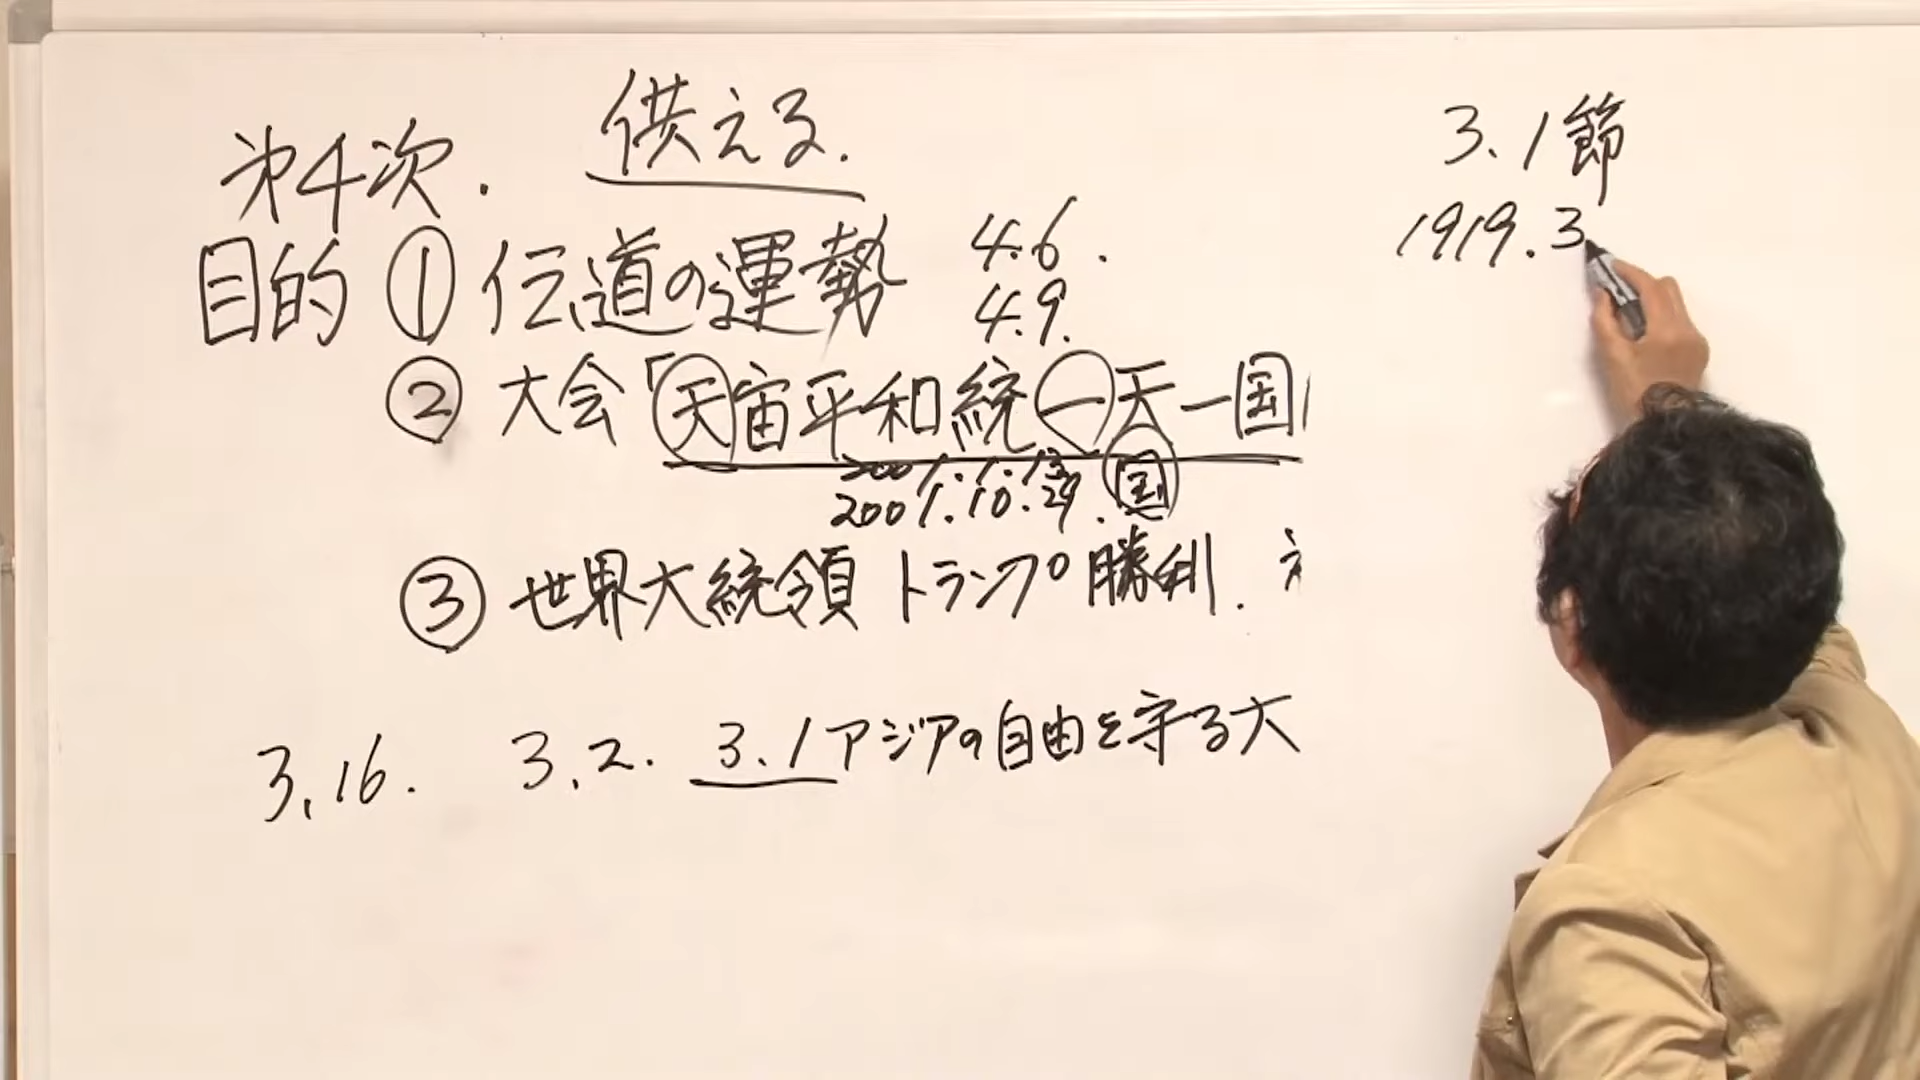 第4次. 供える.
目的 ① 伝道の運勢 4.6.
4.9.
② 大会「天宙平和統一天一国
国
2001.10.29.
③ 世界大統領 トランプ勝利.
3.16. 3.2. 3.1アジアの自由を守る大
3.1節
1919.3